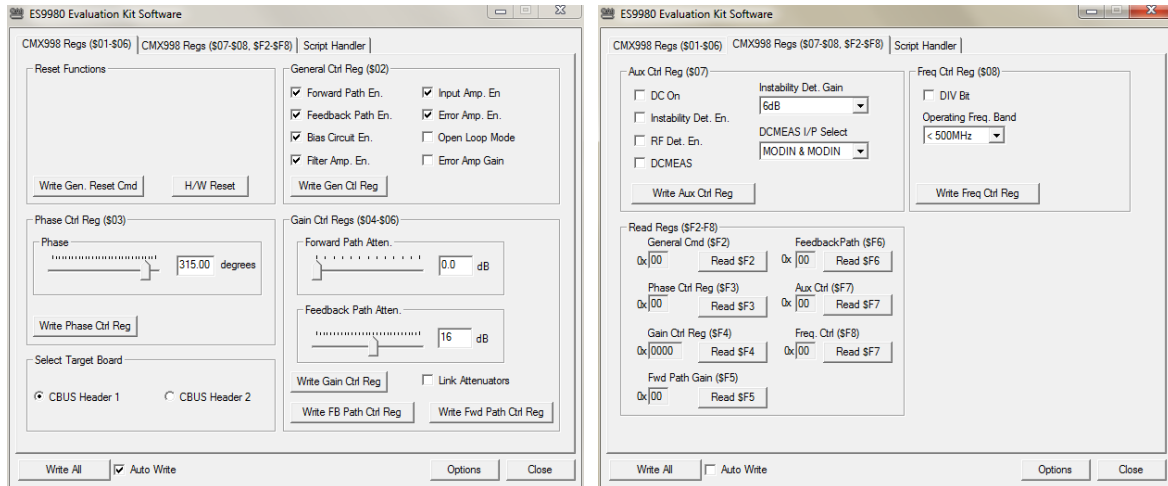 ES9980 Evaluation Kit Software
CMX998 Regs ($01-$06) CMX998 Regs ($07-$08, $F2-$F8) Script Handler
Reset Functions
Write Gen. Reset Cmd H/W Reset
General Ctrl Reg ($02)
Forward Path En. Input Amp. En
Feedback Path En. Error Amp. En.
Bias Circuit En. Open Loop Mode
Filter Amp. En. Error Amp Gain
Write Gen Ctl Reg
Phase Ctrl Reg ($03)
Phase
315.00 degrees
Write Phase Ctrl Reg
Gain Ctrl Regs ($04-$06)
Forward Path Atten.
0.0 dB
Feedback Path Atten.
16 dB
Write Gain Ctrl Reg Link Attenuators
Write FB Path Ctrl Reg Write Fwd Path Ctrl Reg
Select Target Board
CBUS Header 1 CBUS Header 2
Write All Auto Write Options Close
ES9980 Evaluation Kit Software
CMX998 Regs ($01-$06) CMX998 Regs ($07-$08, $F2-$F8) Script Handler
Aux Ctrl Reg ($07)
DC On
Instability Det. En.
RF Det. En.
DCMEAS
Instability Det. Gain
6dB
DCMEAS I/P Select
MODIN & MODIN
Write Aux Ctrl Reg
Freq Ctrl Reg ($08)
DIV Bit
Operating Freq. Band
< 500MHz
Write Freq Ctrl Reg
Read Regs ($F2-F8)
General Cmd ($F2) FeedbackPath ($F6)
0x 00 Read $F2 0x 00 Read $F6
Phase Ctrl Reg ($F3) Aux Ctrl ($F7)
0x 00 Read $F3 0x 00 Read $F7
Gain Ctrl Reg ($F4) Freq. Ctrl ($F8)
0x 0000 Read $F4 0x 00 Read $F7
Fwd Path Gain ($F5)
0x 00 Read $F5
Write All Auto Write Options Close